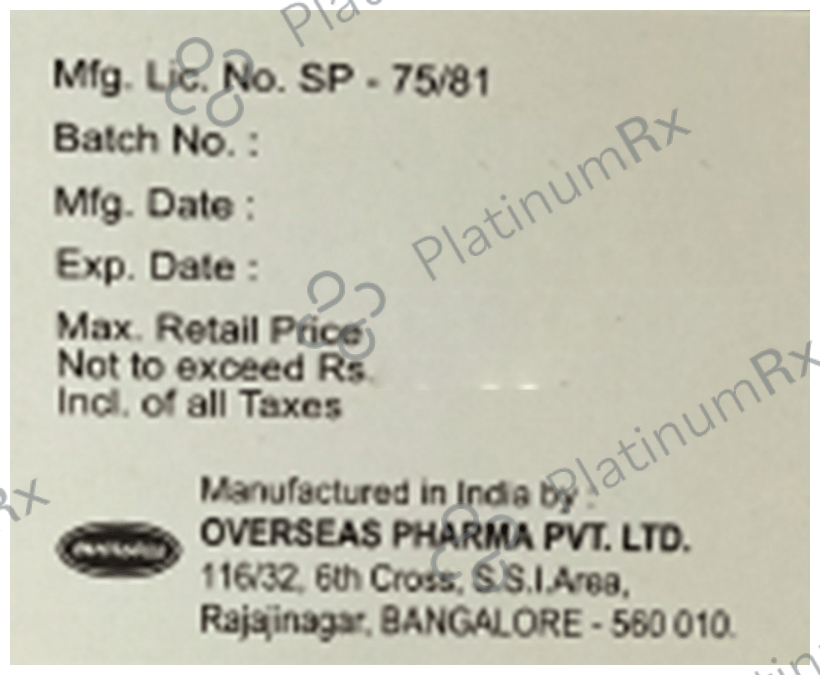 Mfg. Lic. No. SP - 75/81
Batch No. :
Mfg. Date :
Exp. Date :
Max. Retail Price
Not to exceed Rs.
Incl. of all Taxes
Manufactured in India by :
OVERSEAS PHARMA PVT. LTD.
116/32, 6th Cross, S.S.I.Area,
Rajajinagar, BANGALORE - 560 010.
PlatinumRx
PlatinumRx